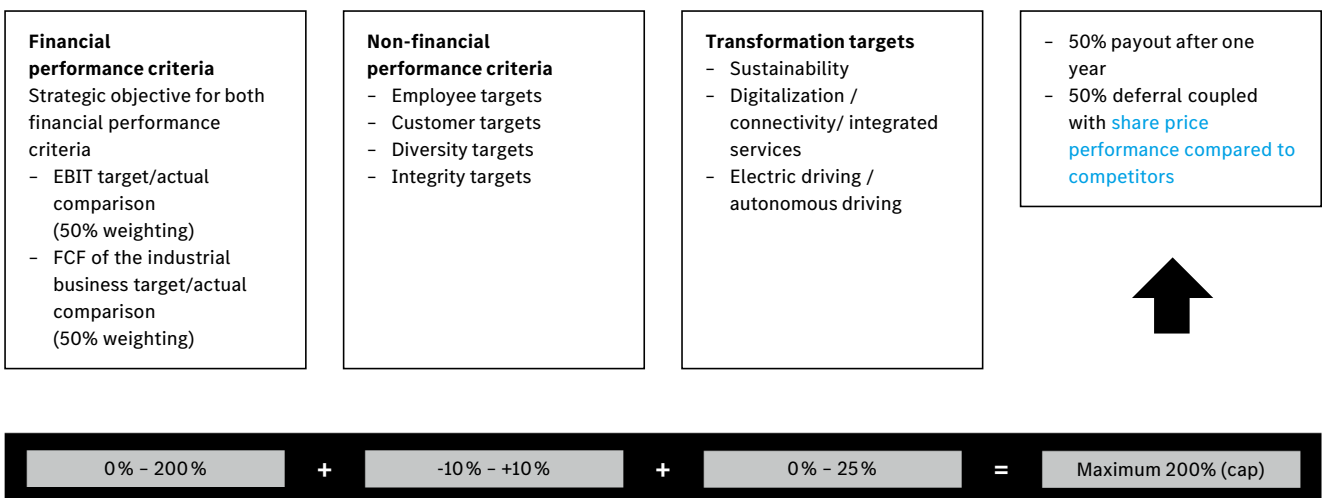 Financial
performance criteria
Strategic objective for both
financial performance
criteria
– EBIT target/actual
comparison
(50% weighting)
– FCF of the industrial
business target/actual
comparison
(50% weighting)
Non-financial
performance criteria
– Employee targets
– Customer targets
– Diversity targets
– Integrity targets
Transformation targets
– Sustainability
– Digitalization /
connectivity/ integrated
services
– Electric driving /
autonomous driving
– 50% payout after one
year
– 50% deferral coupled
with share price
performance compared to
competitors
0% – 200% + -10% – +10% + 0% – 25% = Maximum 200% (cap)